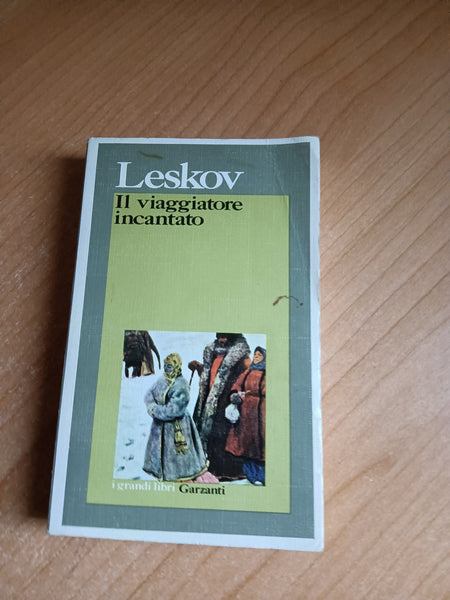 Leskov
Il viaggiatore
incantato
i grandi libri Garzanti